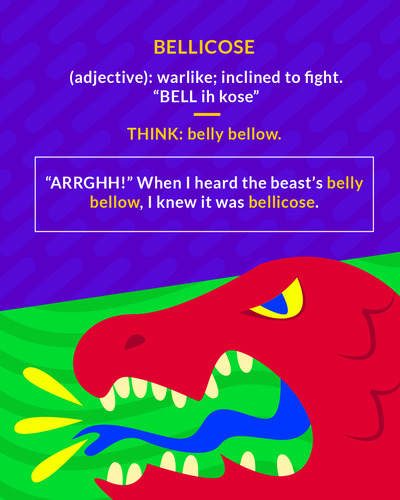 BELLICOSE
(adjective): warlike; inclined to fight.
“BELL ih kose”
THINK: belly bellow.
“ARRGHH!” When I heard the beast’s belly
bellow, I knew it was bellicose.